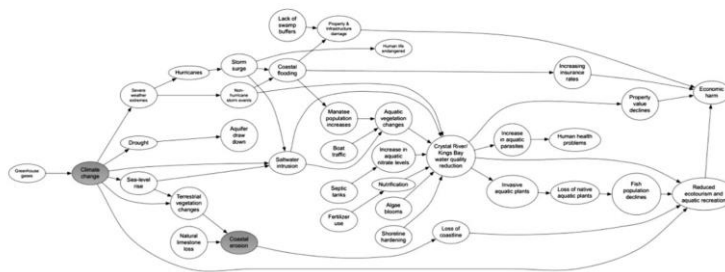 Lack of
swamp
buffers
Property &
infrastructure
damage
Human life
endangered
Hurricanes
Storm
surge
Coastal
flooding
Severe
weather
extremes
Non-
hurricane
storm events
Increasing
insurance
rates
Economic
harm
Property
value
declines
Manatee
population
increases
Aquatic
vegetation
changes
Drought
Aquifer
draw
down
Boat
traffic
Crystal River/
Kings Bay
water quality
reduction
Increase
in aquatic
parasites
Human health
problems
Greenhouse
gases
Climate
change
Sea-level
rise
Saltwater
intrusion
Increase in
aquatic
nitrate levels
Septic
tanks
Nutrification
Invasive
aquatic plants
Loss of native
aquatic plants
Fish
population
declines
Reduced
ecotourism and
aquatic recreation
Terrestrial
vegetation
changes
Fertilizer
use
Algae
blooms
Natural
limestone
loss
Coastal
erosion
Shoreline
hardening
Loss of
coastline